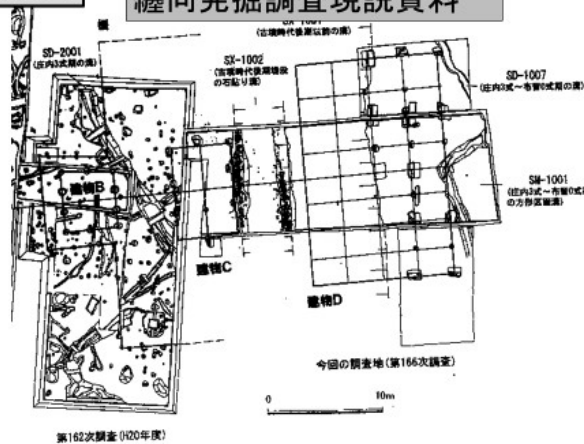 纏向発掘調査現説資料
SX-1001
(古墳時代後期以前の溝)
SD-2001
(庄内3式期の溝)
SX-1002
(古墳時代後期増設
の石貼り溝)
SD-1007
(庄内3式～布留0式期の溝)
SM-1001
(庄内3式～布留0式期
の方形区画溝)
建物B
建物C
建物D
今回の調査地(第166次調査)
0 10m
第162次調査(H20年度)